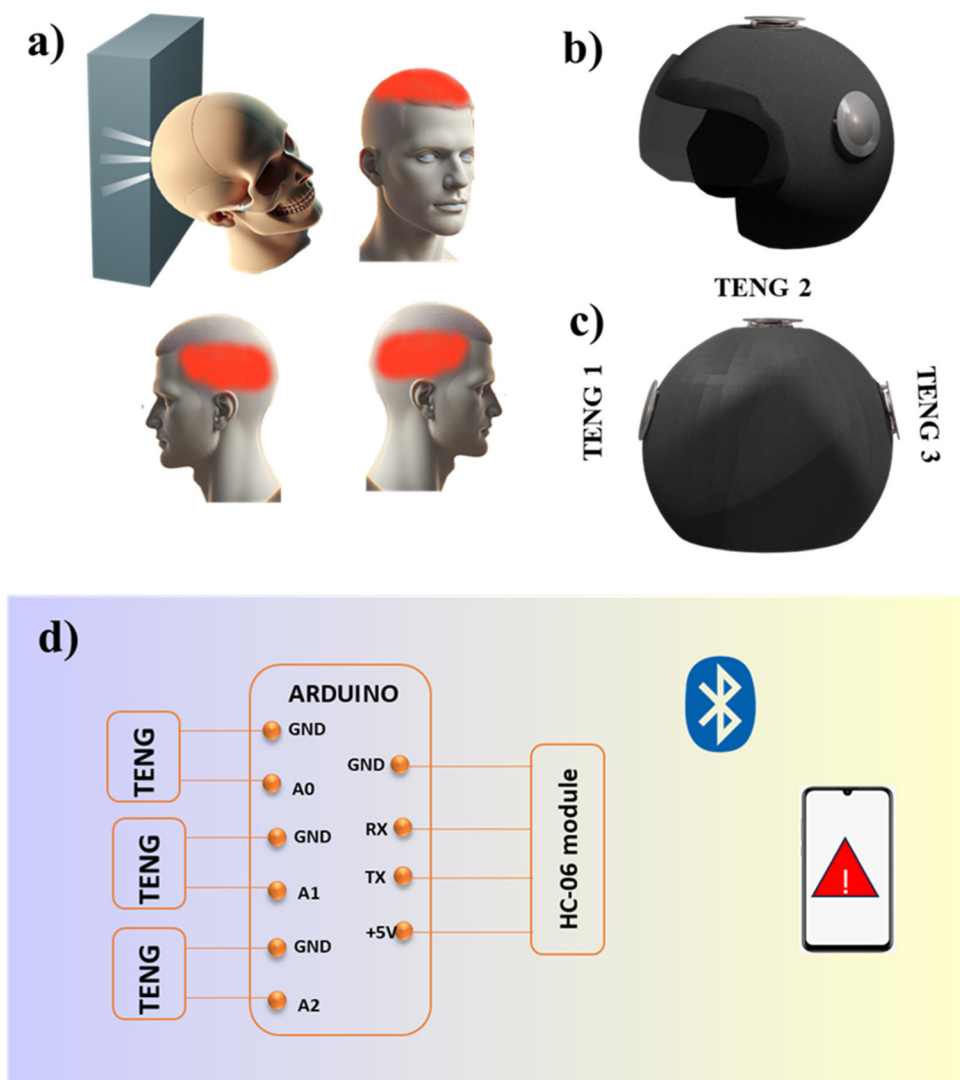 a)
b)
TENG 2
c)
TENG 1
TENG 3
d)
ARDUINO
TENG
GND
A0
TENG
GND
A1
TENG
GND
A2
GND
RX
TX
+5V
HC-06 module
!